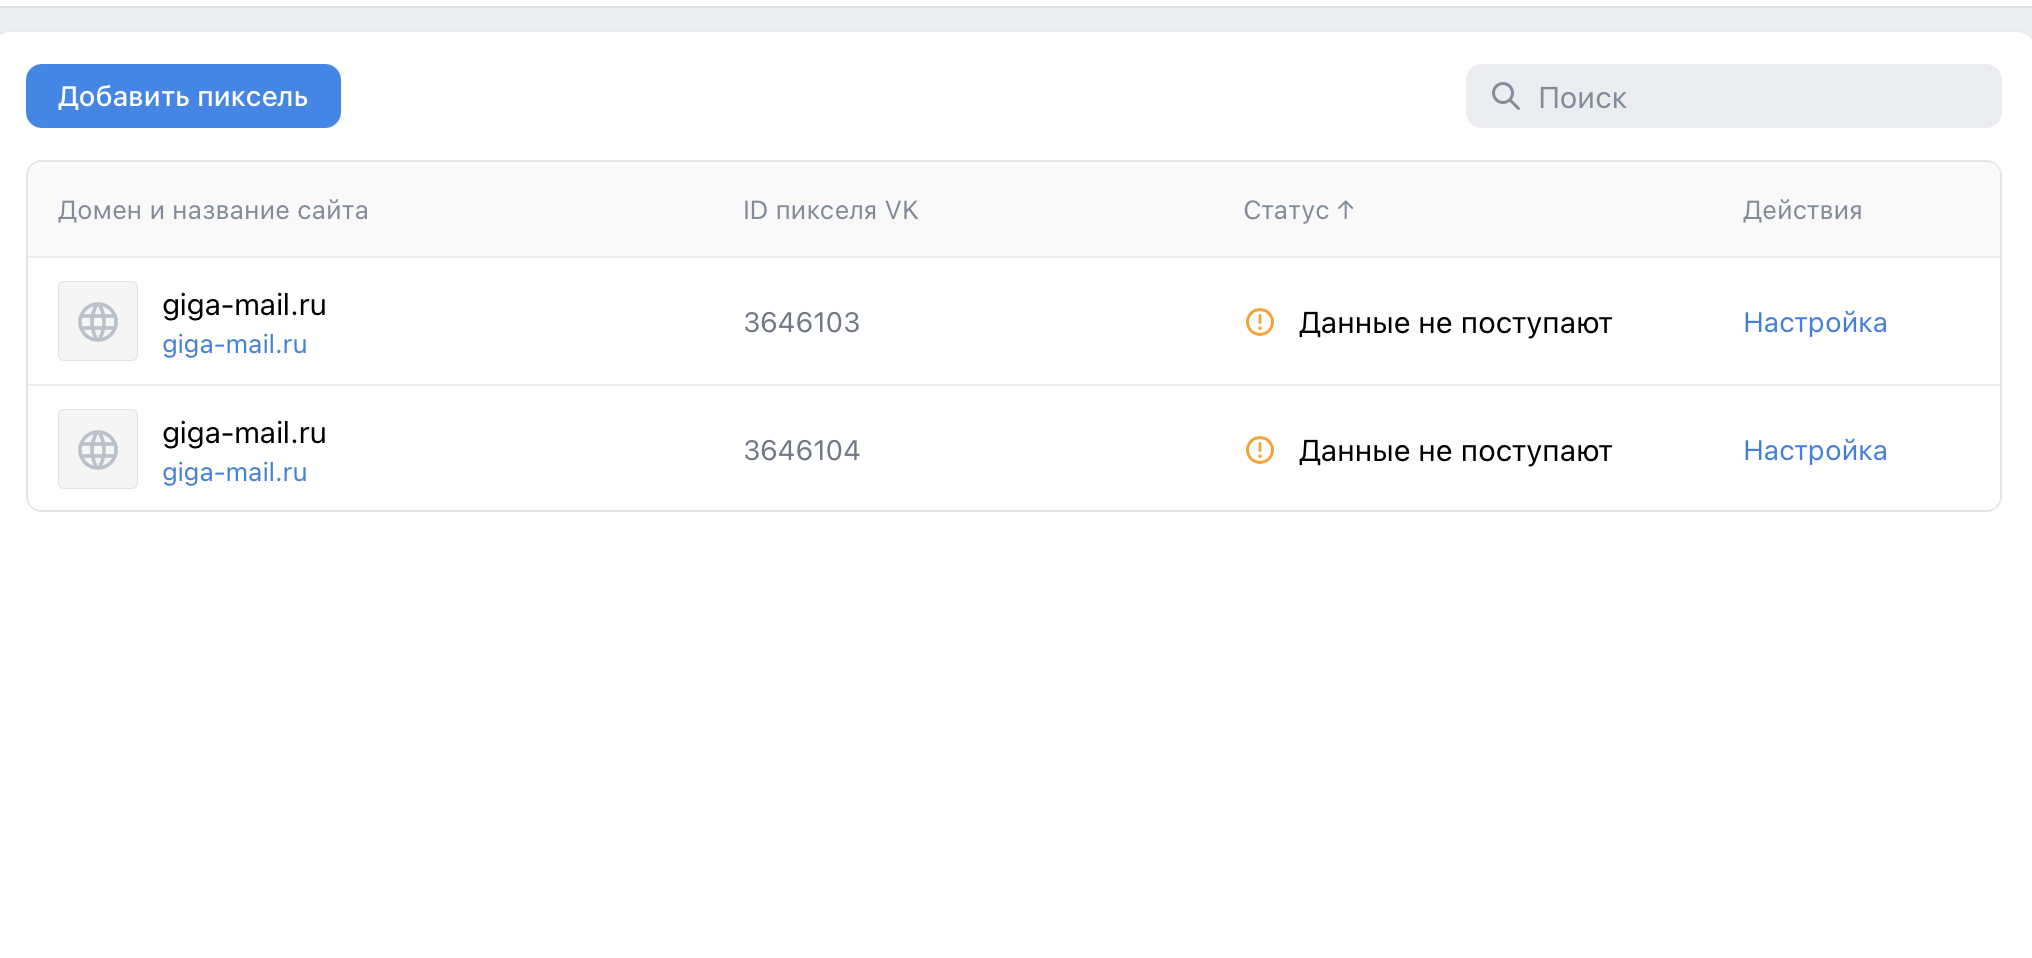 Добавить пиксель
Поиск
Домен и название сайта
ID пикселя VK
Статус ↑
Действия
giga-mail.ru
giga-mail.ru
3646103
Данные не поступают
Настройка
giga-mail.ru
giga-mail.ru
3646104
Данные не поступают
Настройка